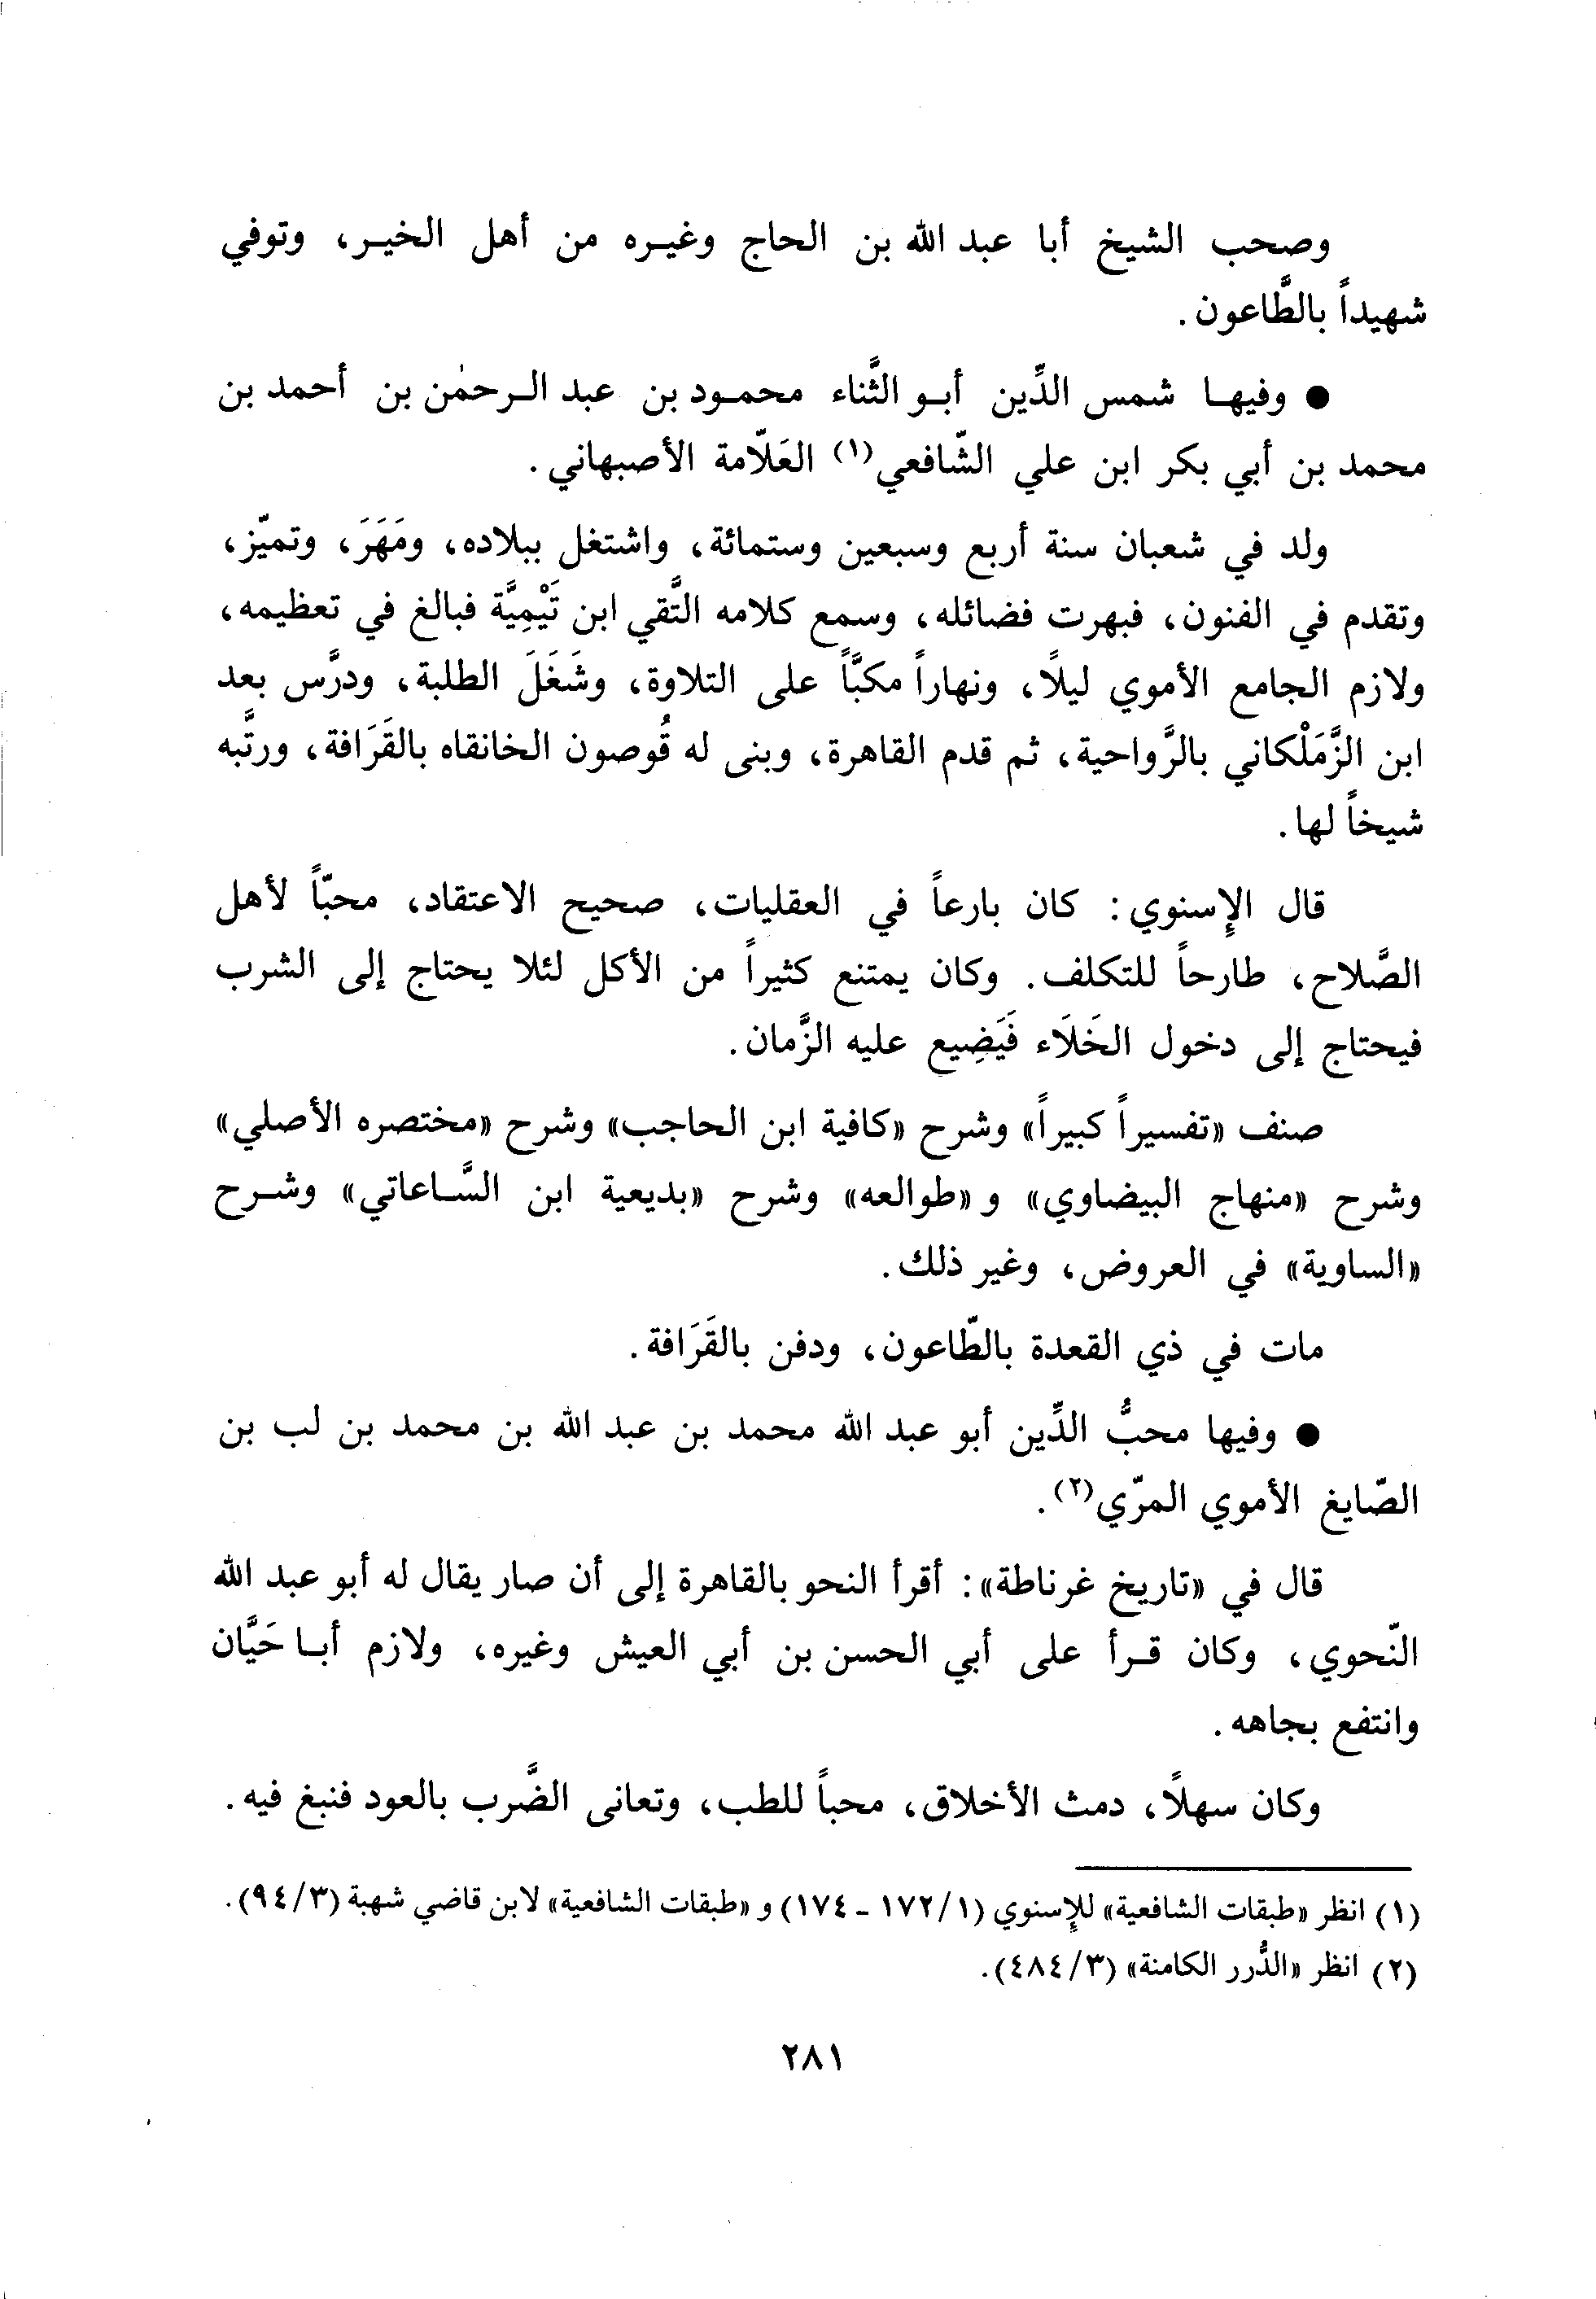 وصحب الشيخ أبا عبد الله بن الحاج وغيره من أهل الخير، وتوفي
شهيداً بالطَّاعون.
● وفيها شمس الدِّين أبو الثَّناء محمود بن عبد الرحمٰن بن أحمد بن
محمد بن أبي بكر ابن علي الشّافعي(١) العَلّامة الأصبهاني.
ولد في شعبان سنة أربع وسبعين وستمائة، واشتغل ببلاده، ومَهَرَ، وتميّز،
وتقدم في الفنون، فبهرت فضائله، وسمع كلامه التَّقي ابن تَيْمِيَّة فبالغ في تعظيمه،
ولازم الجامع الأموي ليلاً، ونهاراً مكبَّاً على التلاوة، وشَغَلَ الطلبة، ودرَّس بعد
ابن الزَّمَلْكاني بالرَّواحية، ثم قدم القاهرة، وبنى له قُوصون الخانقاه بالقَرَافة، ورتَّبه
شيخاً لها.
قال الإسنوي: كان بارعاً في العقليات، صحيح الاعتقاد، محبّاً لأهل
الصَّلاح، طارحاً للتكلف. وكان يمتنع كثيراً من الأكل لئلا يحتاج إلى الشرب
فيحتاج إلى دخول الخَلَاء فَيَضِيع عليه الزَّمان.
صنف «تفسيراً كبيراً» وشرح «كافية ابن الحاجب» وشرح «مختصره الأصلي»
وشرح «منهاج البيضاوي» و «طوالعه» وشرح «بديعية ابن السَّاعاتي» وشرح
«الساوية» في العروض، وغير ذلك.
مات في ذي القعدة بالطّاعون، ودفن بالقَرَافة.
● وفيها محبُّ الدِّين أبو عبد الله محمد بن عبد الله بن محمد بن لب بن
الصّايغ الأموي المرّي(٢).
قال في «تاريخ غرناطة»: أقرأ النحو بالقاهرة إلى أن صار يقال له أبو عبد الله
النّحوي، وكان قرأ على أبي الحسن بن أبي العيش وغيره، ولازم أبا حَيَّان
وانتفع بجاهه.
وكان سهلاً، دمث الأخلاق، محباً للطب، وتعانى الضَّرب بالعود فنبغ فيه.
(١) انظر «طبقات الشافعية» للإسنوي (١/ ١٧٢ - ١٧٤) و «طبقات الشافعية» لابن قاضي شهبة (٣/ ٩٤).
(٢) انظر «الدُّرر الكامنة» (٣/ ٤٨٤).
٢٨١